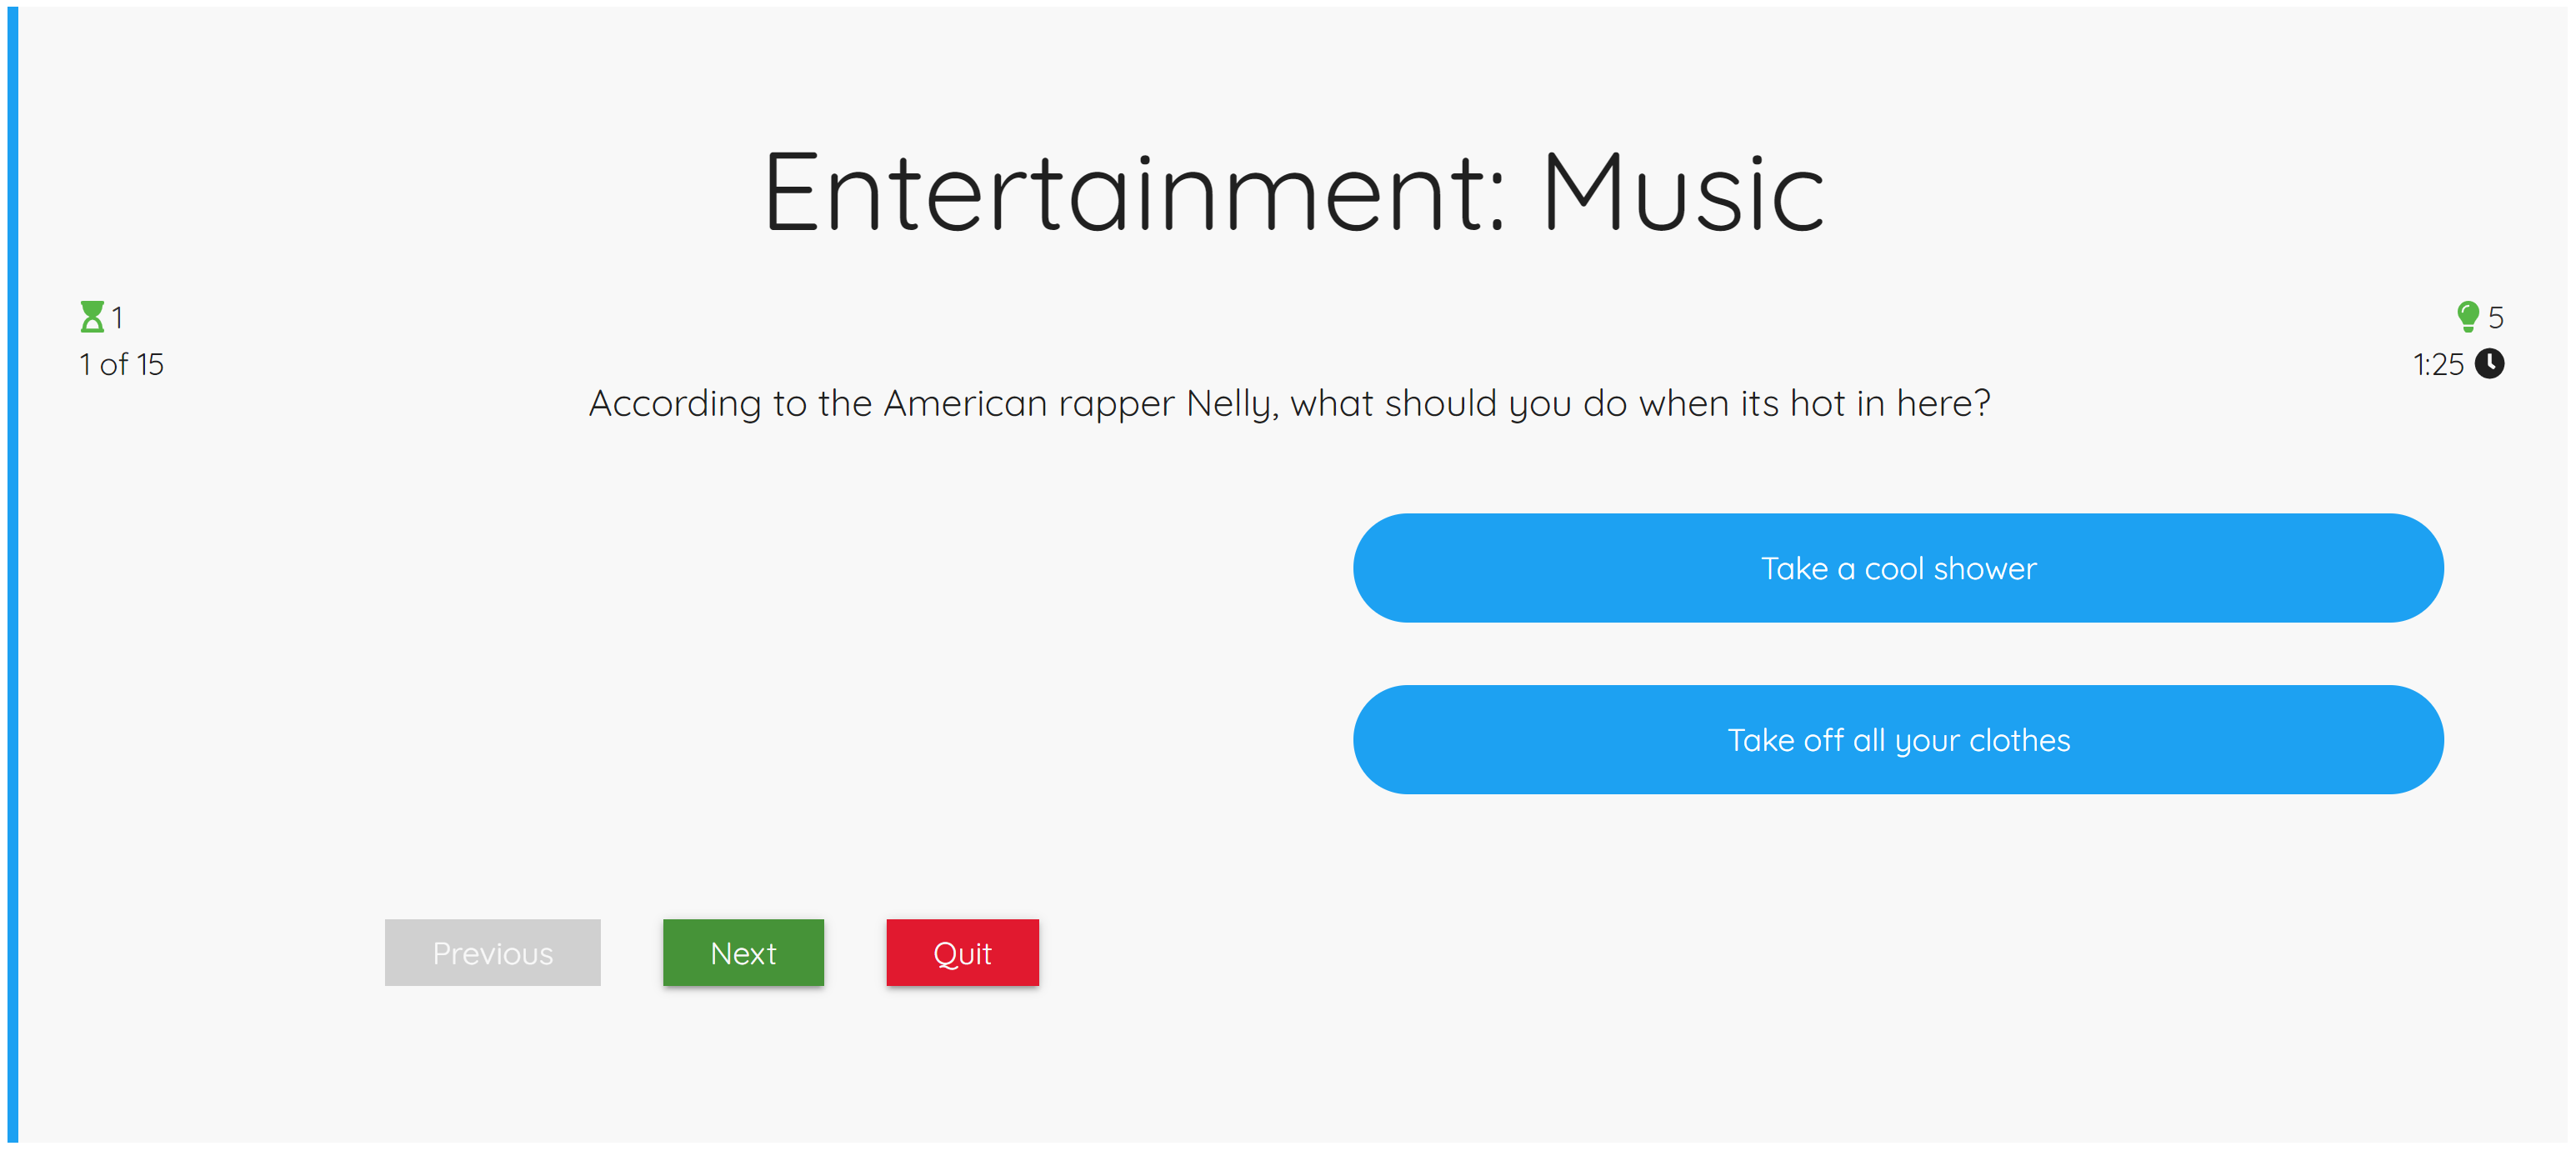 Entertainment: Music
1
5
1 of 15
1:25
According to the American rapper Nelly, what should you do when its hot in here?
Take a cool shower
Take off all your clothes
Previous
Next
Quit